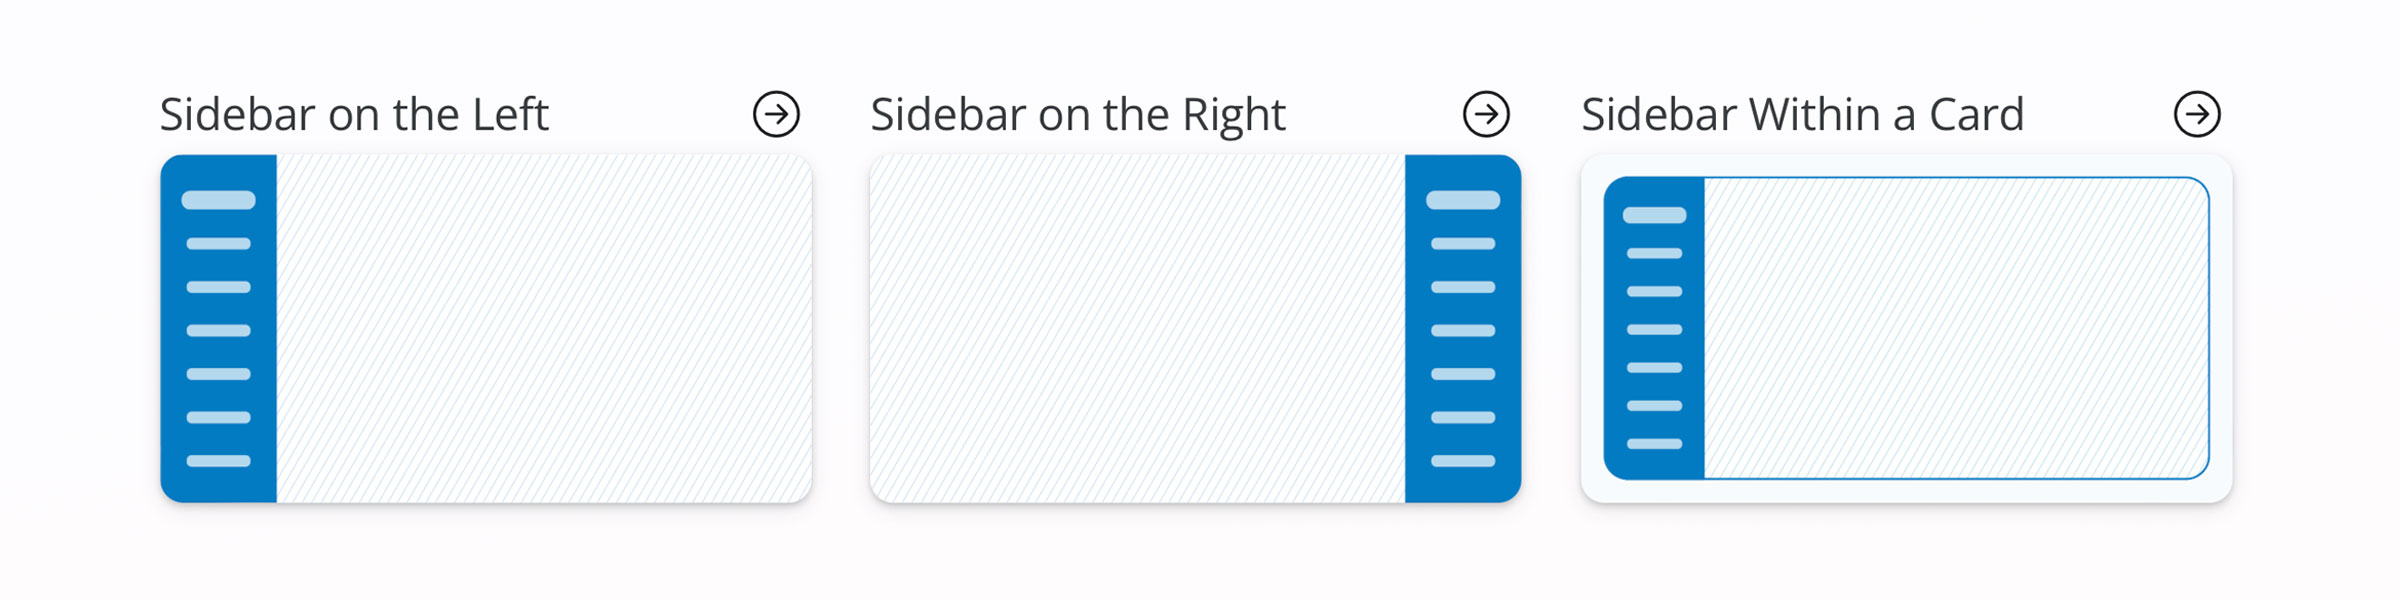 Sidebar on the Left
Sidebar on the Right
Sidebar Within a Card